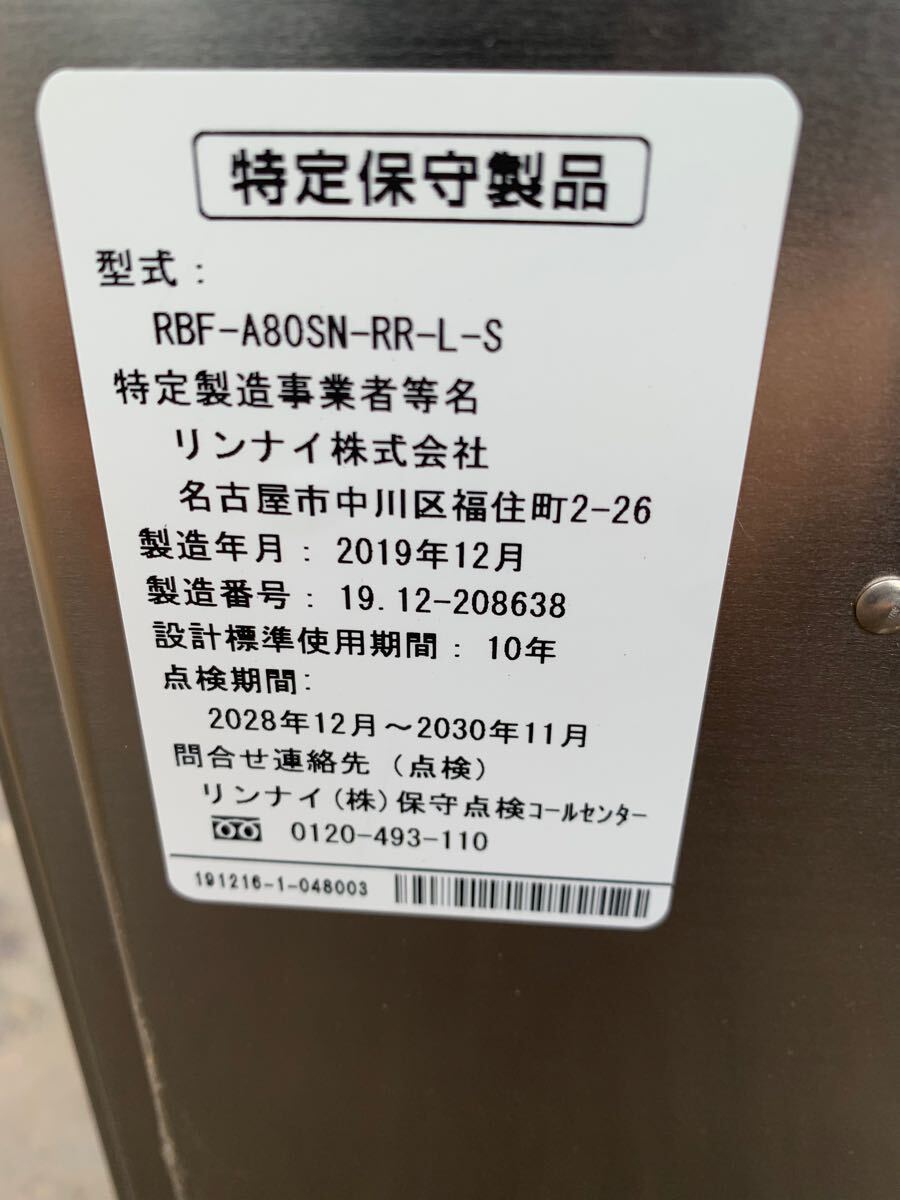 特定保守製品
型式：
RBF-A80SN-RR-L-S
特定製造事業者等名
リンナイ株式会社
名古屋市中川区福住町2-26
製造年月：2019年12月
製造番号：19.12-208638
設計標準使用期間：10年
点検期間:
2028年12月～2030年11月
問合せ連絡先（点検）
リンナイ(株)保守点検コールセンター
0120-493-110
191216-1-048003